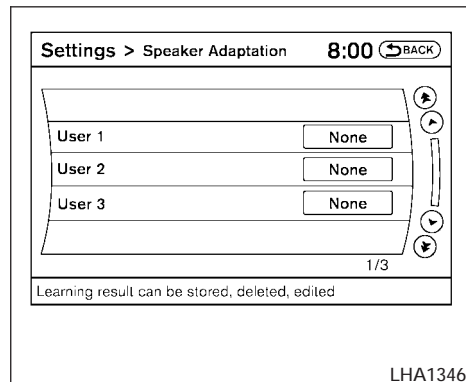 Settings > Speaker Adaptation 8:00 BACK
User 1 None
User 2 None
User 3 None
1/3
Learning result can be stored, deleted, edited
LHA1346